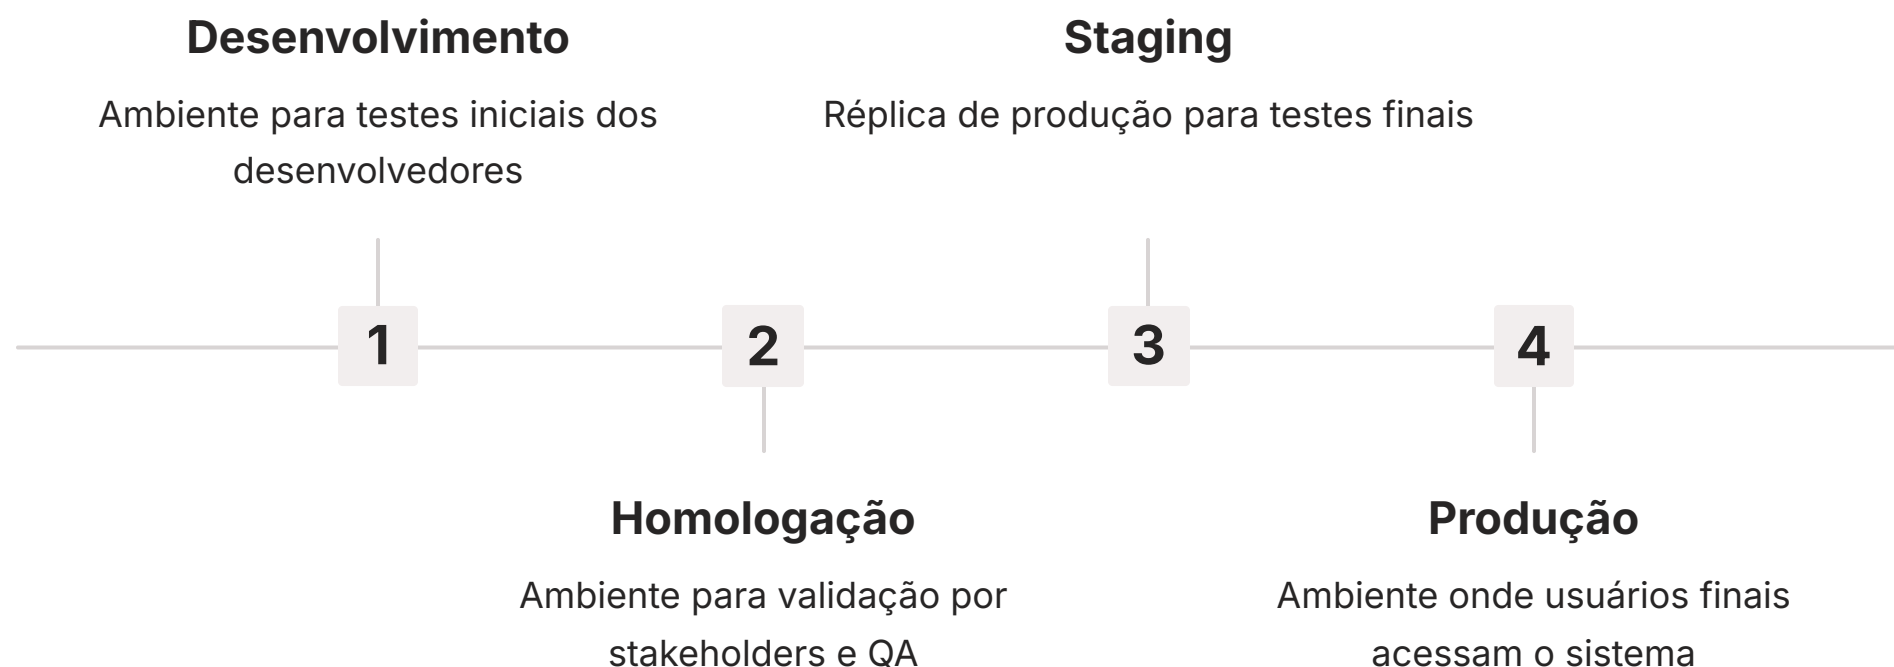 Desenvolvimento
Ambiente para testes iniciais dos
desenvolvedores
Staging
Réplica de produção para testes finais
1
2
3
4
Homologação
Ambiente para validação por
stakeholders e QA
Produção
Ambiente onde usuários finais
acessam o sistema